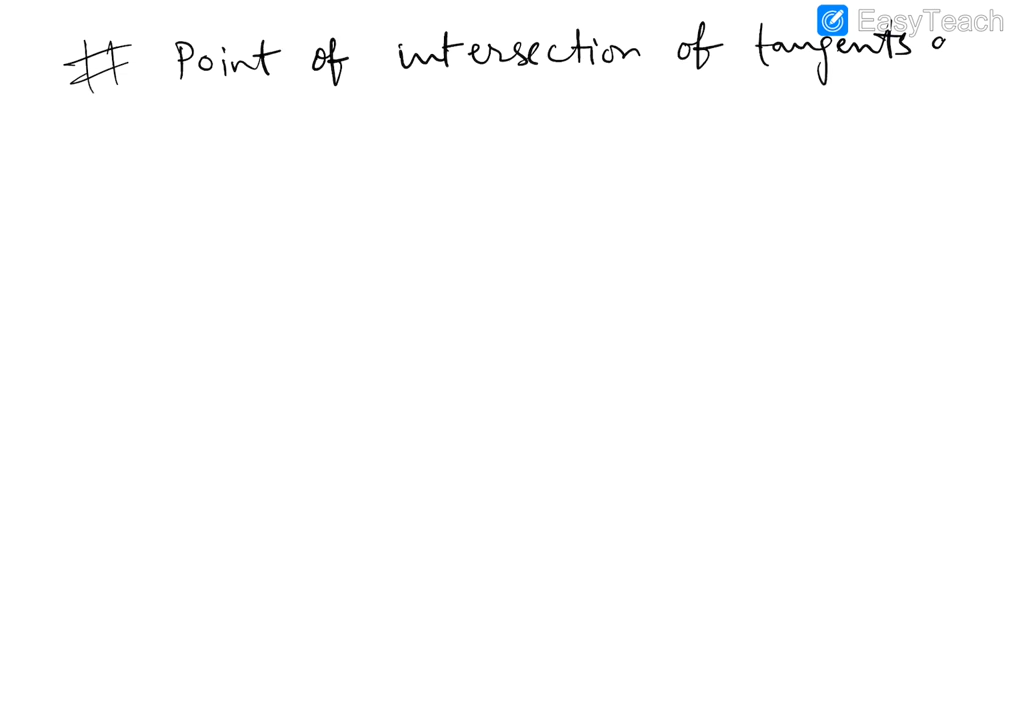 EasyTeach
# Point of intersection of tangents